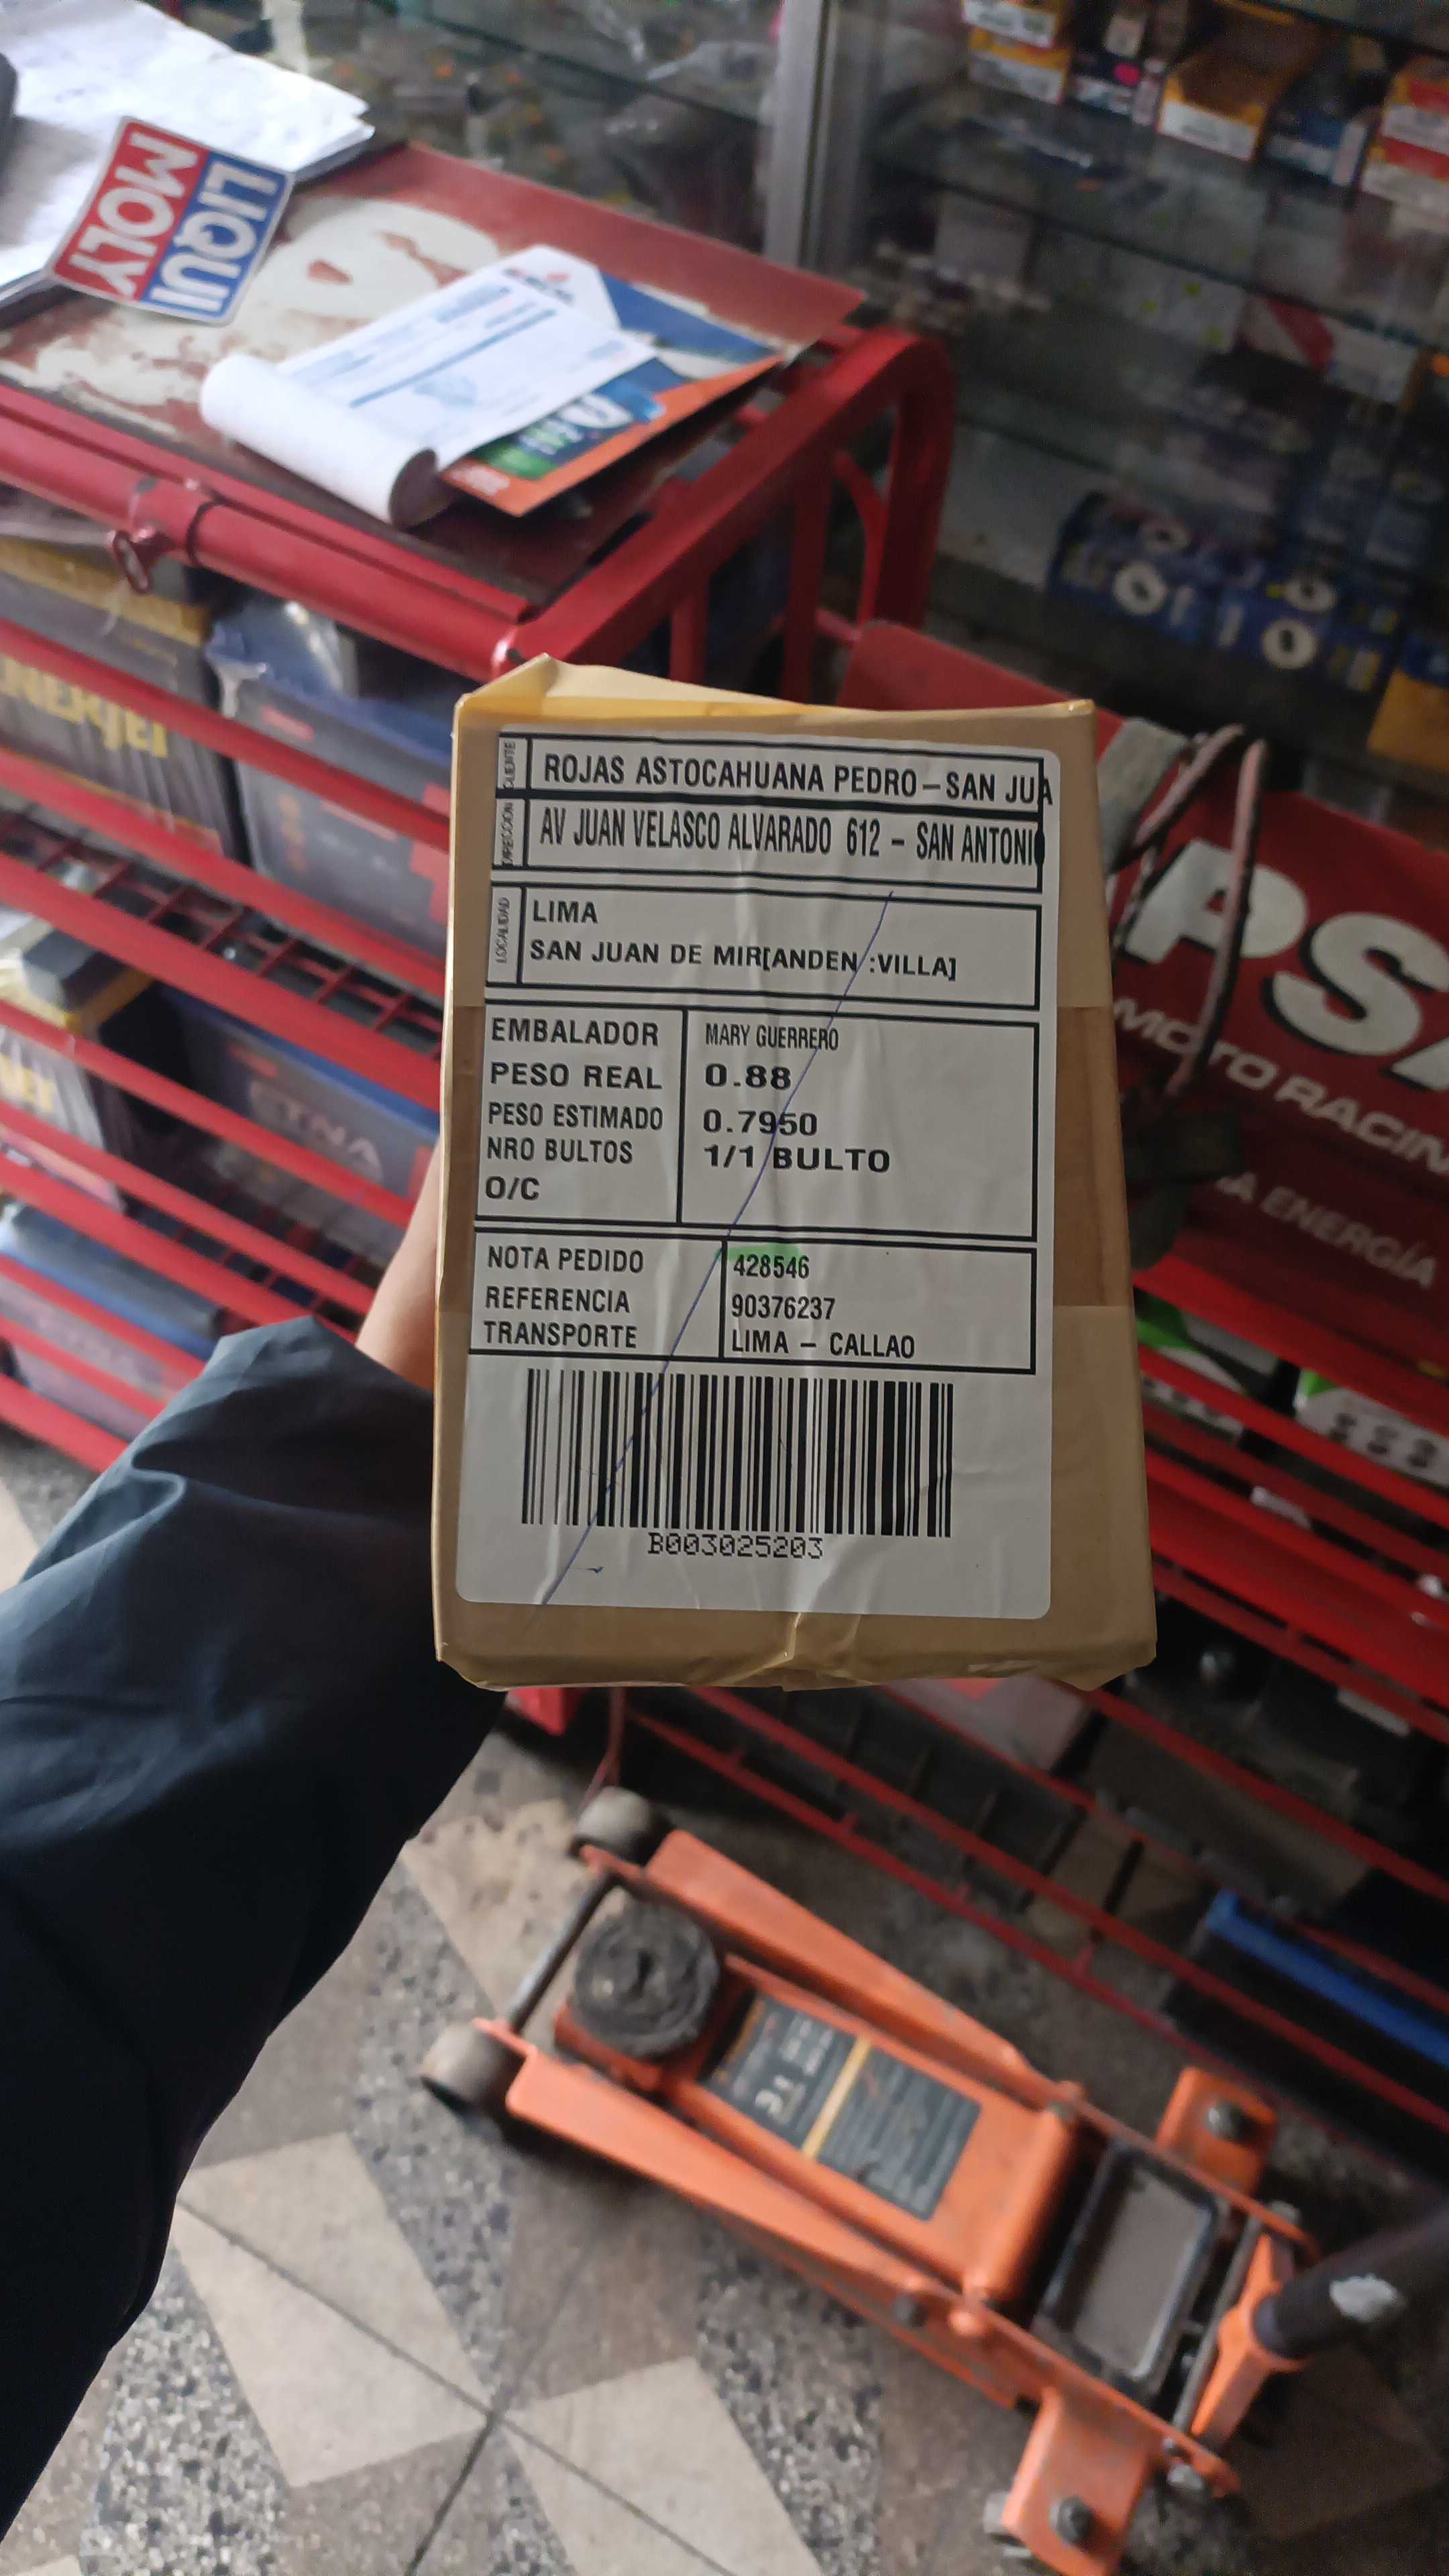 LIQUI
MOLY
ENERJET
ETNA
CLIENTE
ROJAS ASTOCAHUANA PEDRO – SAN JUA
DIRECCION
AV JUAN VELASCO ALVARADO 612 – SAN ANTONIO
LOCALIDAD
LIMA
SAN JUAN DE MIR[ANDEN :VILLA]
EMBALADOR MARY GUERRERO
PESO REAL 0.88
PESO ESTIMADO 0.7950
NRO BULTOS 1/1 BULTO
O/C
NOTA PEDIDO 428546
REFERENCIA 90376237
TRANSPORTE LIMA – CALLAO
B003025203
MOTO RACIN
ENERGÍA